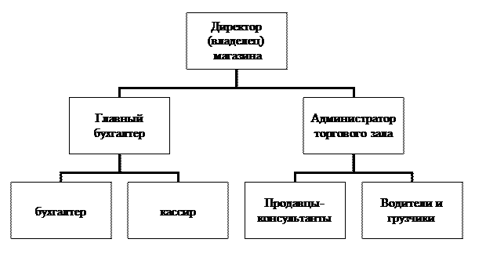 Директор
(владелец)
магазина
Главный
бухгалтер
Администратор
торгового зала
бухгалтер
кассир
Продавцы-
консультанты
Водители и
грузчики